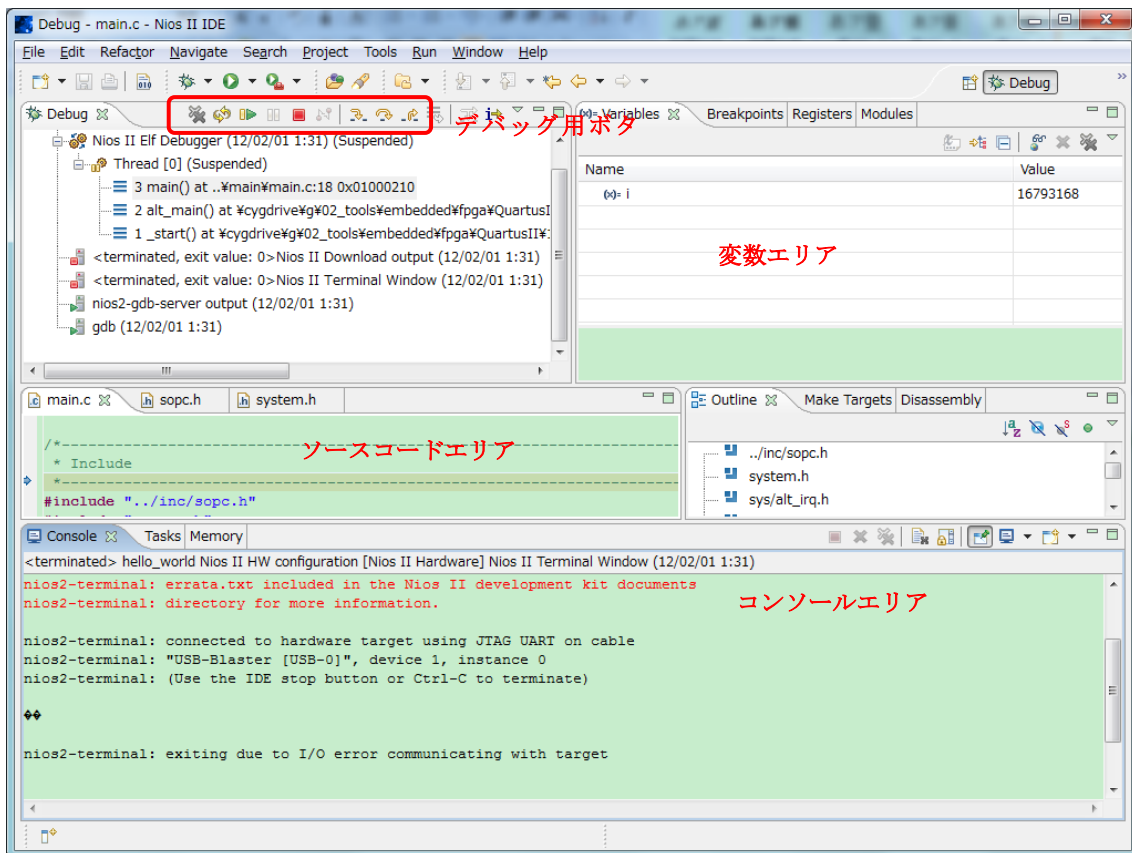 Debug - main.c - Nios II IDE
File Edit Refactor Navigate Search Project Tools Run Window Help
Debug
Debug
デバッグ用ボタ
Variables Breakpoints Registers Modules
Nios II Elf Debugger (12/02/01 1:31) (Suspended)
Thread [0] (Suspended)
3 main() at ..¥main¥main.c:18 0x01000210
2 alt_main() at ¥cygdrive¥g¥02_tools¥embedded¥fpga¥QuartusI
1 _start() at ¥cygdrive¥g¥02_tools¥embedded¥fpga¥QuartusII¥
<terminated, exit value: 0>Nios II Download output (12/02/01 1:31)
<terminated, exit value: 0>Nios II Terminal Window (12/02/01 1:31)
nios2-gdb-server output (12/02/01 1:31)
gdb (12/02/01 1:31)
Name Value
(x)= i 16793168
変数エリア
main.c sopc.h system.h
/*----------------------------------------------------------------------
* Include
*----------------------------------------------------------------------
#include "../inc/sopc.h"
ソースコードエリア
Outline Make Targets Disassembly
../inc/sopc.h
system.h
sys/alt_irq.h
Console Tasks Memory
<terminated> hello_world Nios II HW configuration [Nios II Hardware] Nios II Terminal Window (12/02/01 1:31)
nios2-terminal: errata.txt included in the Nios II development kit documents
nios2-terminal: directory for more information.
コンソールエリア
nios2-terminal: connected to hardware target using JTAG UART on cable
nios2-terminal: "USB-Blaster [USB-0]", device 1, instance 0
nios2-terminal: (Use the IDE stop button or Ctrl-C to terminate)
��
nios2-terminal: exiting due to I/O error communicating with target